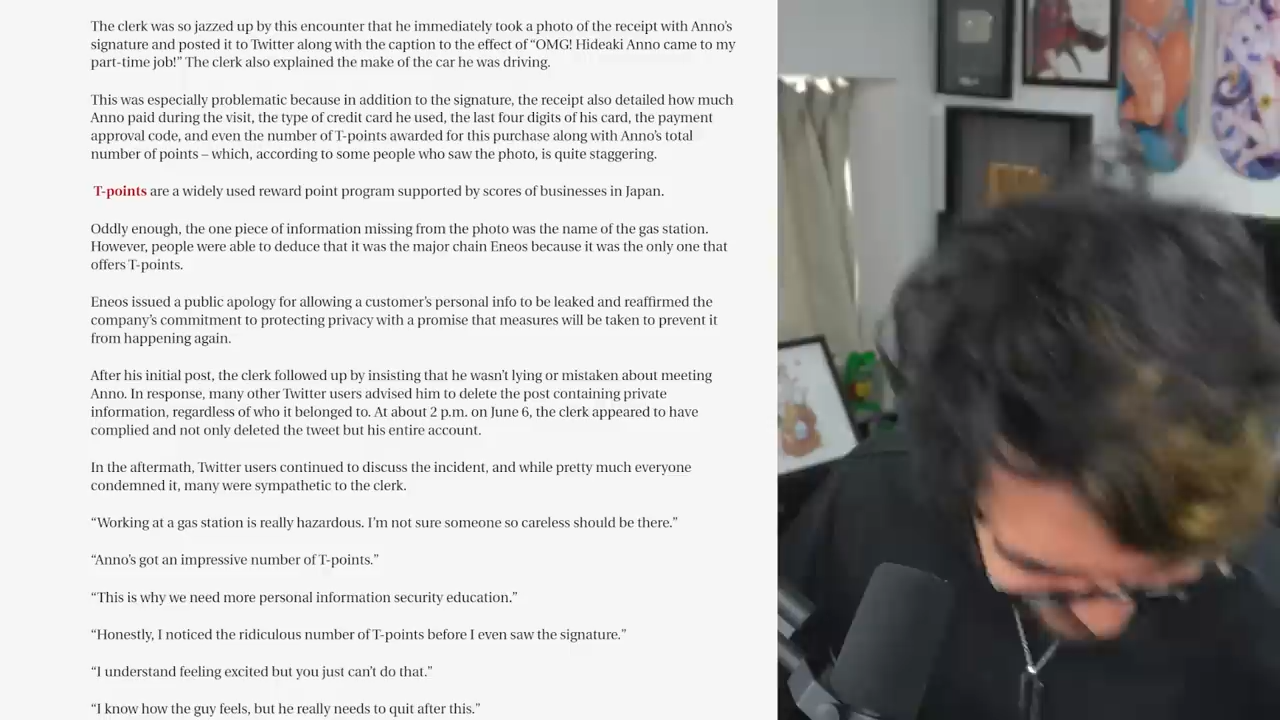 The clerk was so jazzed up by this encounter that he immediately took a photo of the receipt with Anno’s
signature and posted it to Twitter along with the caption to the effect of “OMG! Hideaki Anno came to my
part-time job!” The clerk also explained the make of the car he was driving.
This was especially problematic because in addition to the signature, the receipt also detailed how much
Anno paid during the visit, the type of credit card he used, the last four digits of his card, the payment
approval code, and even the number of T-points awarded for this purchase along with Anno’s total
number of points – which, according to some people who saw the photo, is quite staggering.
T-points are a widely used reward point program supported by scores of businesses in Japan.
Oddly enough, the one piece of information missing from the photo was the name of the gas station.
However, people were able to deduce that it was the major chain Eneos because it was the only one that
offers T-points.
Eneos issued a public apology for allowing a customer’s personal info to be leaked and reaffirmed the
company’s commitment to protecting privacy with a promise that measures will be taken to prevent it
from happening again.
After his initial post, the clerk followed up by insisting that he wasn’t lying or mistaken about meeting
Anno. In response, many other Twitter users advised him to delete the post containing private
information, regardless of who it belonged to. At about 2 p.m. on June 6, the clerk appeared to have
complied and not only deleted the tweet but his entire account.
In the aftermath, Twitter users continued to discuss the incident, and while pretty much everyone
condemned it, many were sympathetic to the clerk.
“Working at a gas station is really hazardous. I’m not sure someone so careless should be there.”
“Anno’s got an impressive number of T-points.”
“This is why we need more personal information security education.”
“Honestly, I noticed the ridiculous number of T-points before I even saw the signature.”
“I understand feeling excited but you just can’t do that.”
“I know how the guy feels, but he really needs to quit after this.”